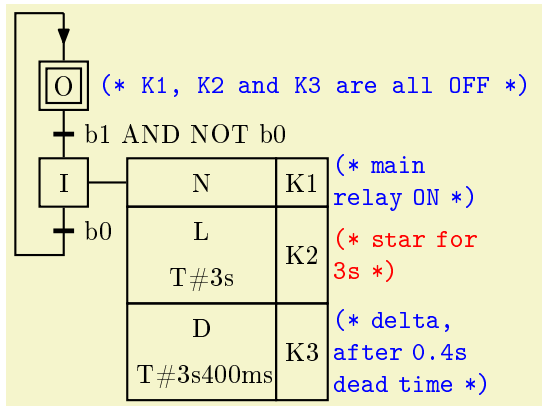 O (* K1, K2 and K3 are all OFF *)
b1 AND NOT b0
I N K1 (* main
relay ON *)
b0
L
T#3s
K2 (* star for
3s *)
D
T#3s400ms
K3 (* delta,
after 0.4s
dead time *)